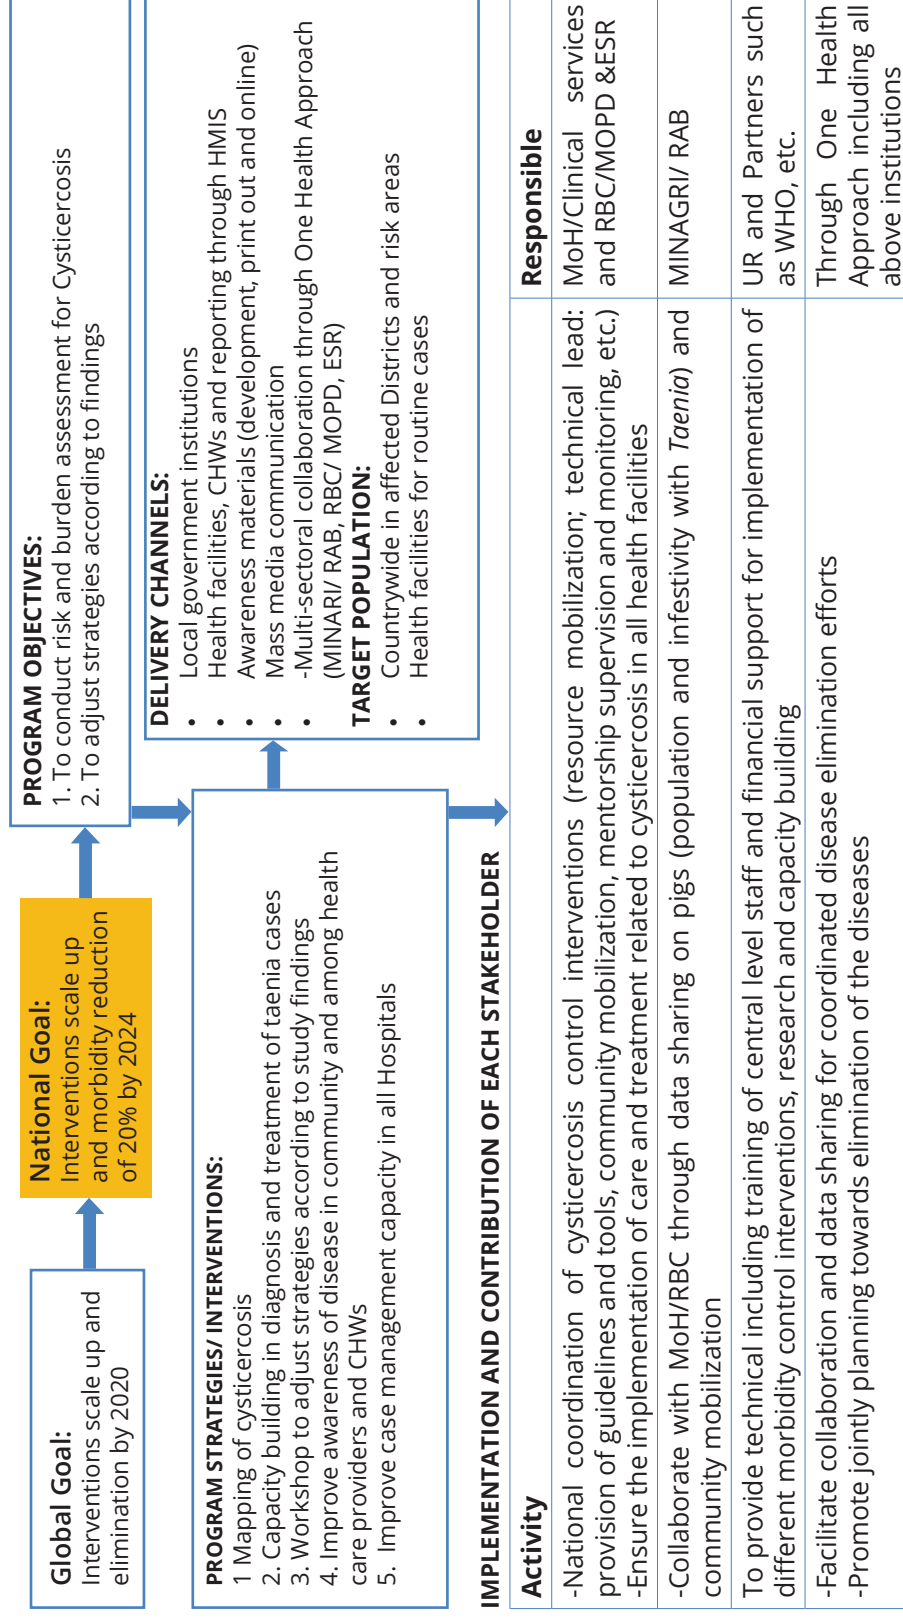 Global Goal:
Interventions scale up and
elimination by 2020
National Goal:
Interventions scale up
and morbidity reduction
of 20% by 2024
PROGRAM OBJECTIVES:
1. To conduct risk and burden assessment for Cysticercosis
2. To adjust strategies according to findings
PROGRAM STRATEGIES/ INTERVENTIONS:
1 Mapping of cysticercosis
2. Capacity building in diagnosis and treatment of taenia cases
3. Workshop to adjust strategies according to study findings
4. Improve awareness of disease in community and among health
care providers and CHWs
5. Improve case management capacity in all Hospitals
DELIVERY CHANNELS:
• Local government institutions
• Health facilities, CHWs and reporting through HMIS
• Awareness materials (development, print out and online)
• Mass media communication
• -Multi-sectoral collaboration through One Health Approach
(MINARI/ RAB, RBC/ MOPD, ESR)
TARGET POPULATION:
• Countrywide in affected Districts and risk areas
• Health facilities for routine cases
IMPLEMENTATION AND CONTRIBUTION OF EACH STAKEHOLDER
Activity
Responsible
-National coordination of cysticercosis control interventions (resource mobilization; technical lead:
provision of guidelines and tools, community mobilization, mentorship supervision and monitoring, etc.)
-Ensure the implementation of care and treatment related to cysticercosis in all health facilities
MoH/Clinical services
and RBC/MOPD &ESR
-Collaborate with MoH/RBC through data sharing on pigs (population and infestivity with Taenia) and
community mobilization
MINAGRI/ RAB
To provide technical including training of central level staff and financial support for implementation of
different morbidity control interventions, research and capacity building
UR and Partners such
as WHO, etc.
-Facilitate collaboration and data sharing for coordinated disease elimination efforts
-Promote jointly planning towards elimination of the diseases
Through One Health
Approach including all
above institutions